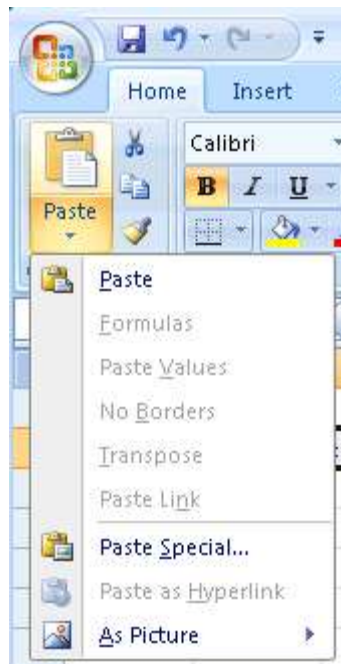 Home Insert
Calibri
B I U
Paste
Paste
Formulas
Paste Values
No Borders
Transpose
Paste Link
Paste Special...
Paste as Hyperlink
As Picture